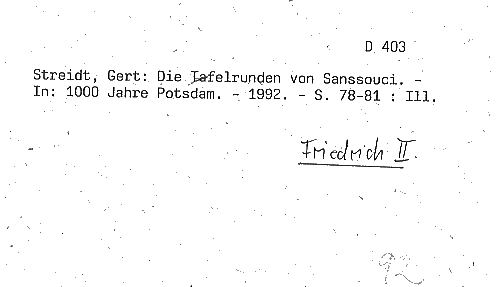 D 403
Streidt, Gert: Die Tafelrunden von Sanssouci. -
In: 1000 Jahre Potsdam. - 1992. - S. 78-81 : Ill.
Friedrich II.
92